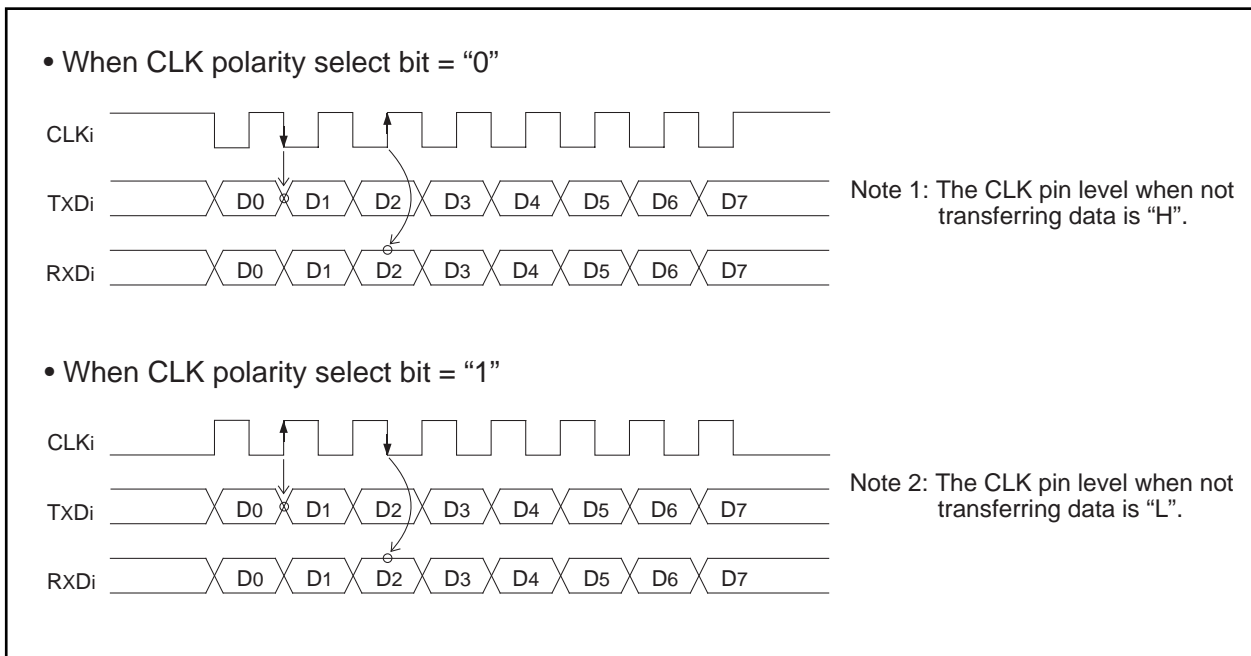 • When CLK polarity select bit = “0”
CLKi
TXDi D0 D1 D2 D3 D4 D5 D6 D7
RXDi D0 D1 D2 D3 D4 D5 D6 D7
Note 1: The CLK pin level when not
transferring data is “H”.
• When CLK polarity select bit = “1”
CLKi
TXDi D0 D1 D2 D3 D4 D5 D6 D7
RXDi D0 D1 D2 D3 D4 D5 D6 D7
Note 2: The CLK pin level when not
transferring data is “L”.